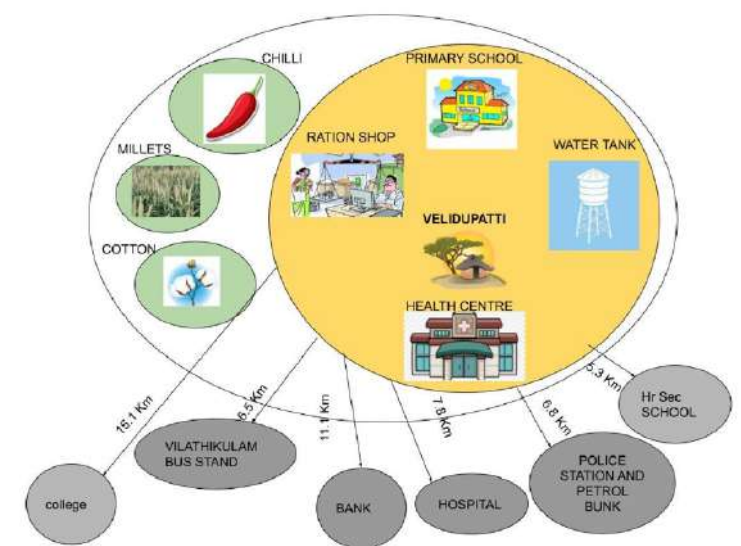 CHILLI
PRIMARY SCHOOL
RATION SHOP
WATER TANK
MILLETS
VELIDUPATTI
COTTON
HEALTH CENTRE
15.1 Km
6.5 Km
11.1 Km
7.8 Km
6.8 Km
5.3 Km
Hr Sec
SCHOOL
VILATHIKULAM
BUS STAND
POLICE
STATION AND
PETROL
BUNK
college
BANK
HOSPITAL